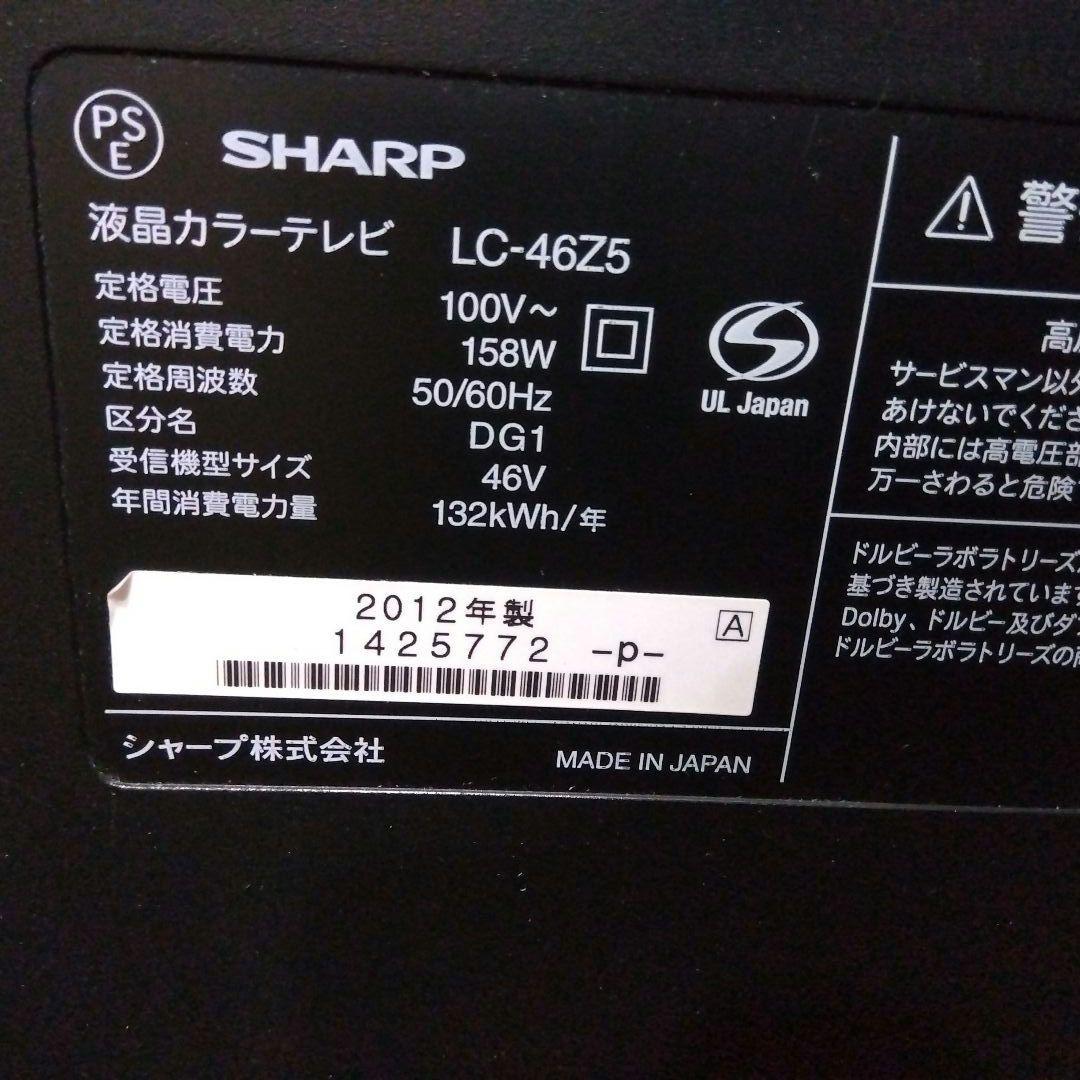 PS
E
SHARP
液晶カラーテレビ LC-46Z5
定格電圧 100V~
定格消費電力 158W
定格周波数 50/60Hz
区分名 DG1
受信機型サイズ 46V
年間消費電力量 132kWh/年
UL Japan
2012年製
1425772 -p-
A
シャープ株式会社 MADE IN JAPAN
警
高
サービスマン以外
あけないでくださ
内部には高電圧部
万一さわると危険
ドルビーラボラトリーズ
基づき製造されています
Dolby、ドルビー及びダ
ドルビーラボラトリーズの